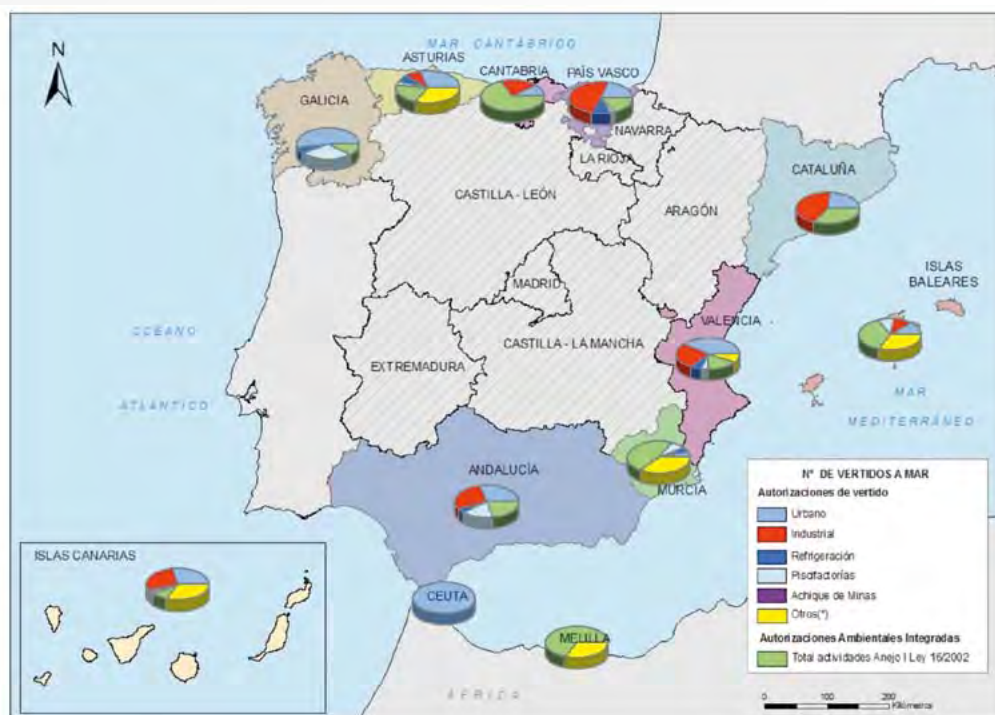 N
MAR CANTÁBRICO
ASTURIAS
CANTABRIA
PAÍS VASCO
GALICIA
NAVARRA
LA RIOJA
CATALUÑA
CASTILLA - LEÓN
ARAGÓN
ISLAS
BALEARES
MADRID
VALENCIA
OCÉANO
CASTILLA - LA MANCHA
EXTREMADURA
ATLÁNTICO
MAR
MEDITERRÁNEO
ANDALUCÍA
MURCIA
Nº DE VERTIDOS A MAR
Autorizaciones de vertido
Urbano
Industrial
Refrigeración
Piscifactorías
Achique de Minas
Otros(*)
Autorizaciones Ambientales Integradas
Total actividades Anejo I Ley 16/2002
ISLAS CANARIAS
CEUTA
MELILLA
ÁFRICA
0 100 200
Kilómetros